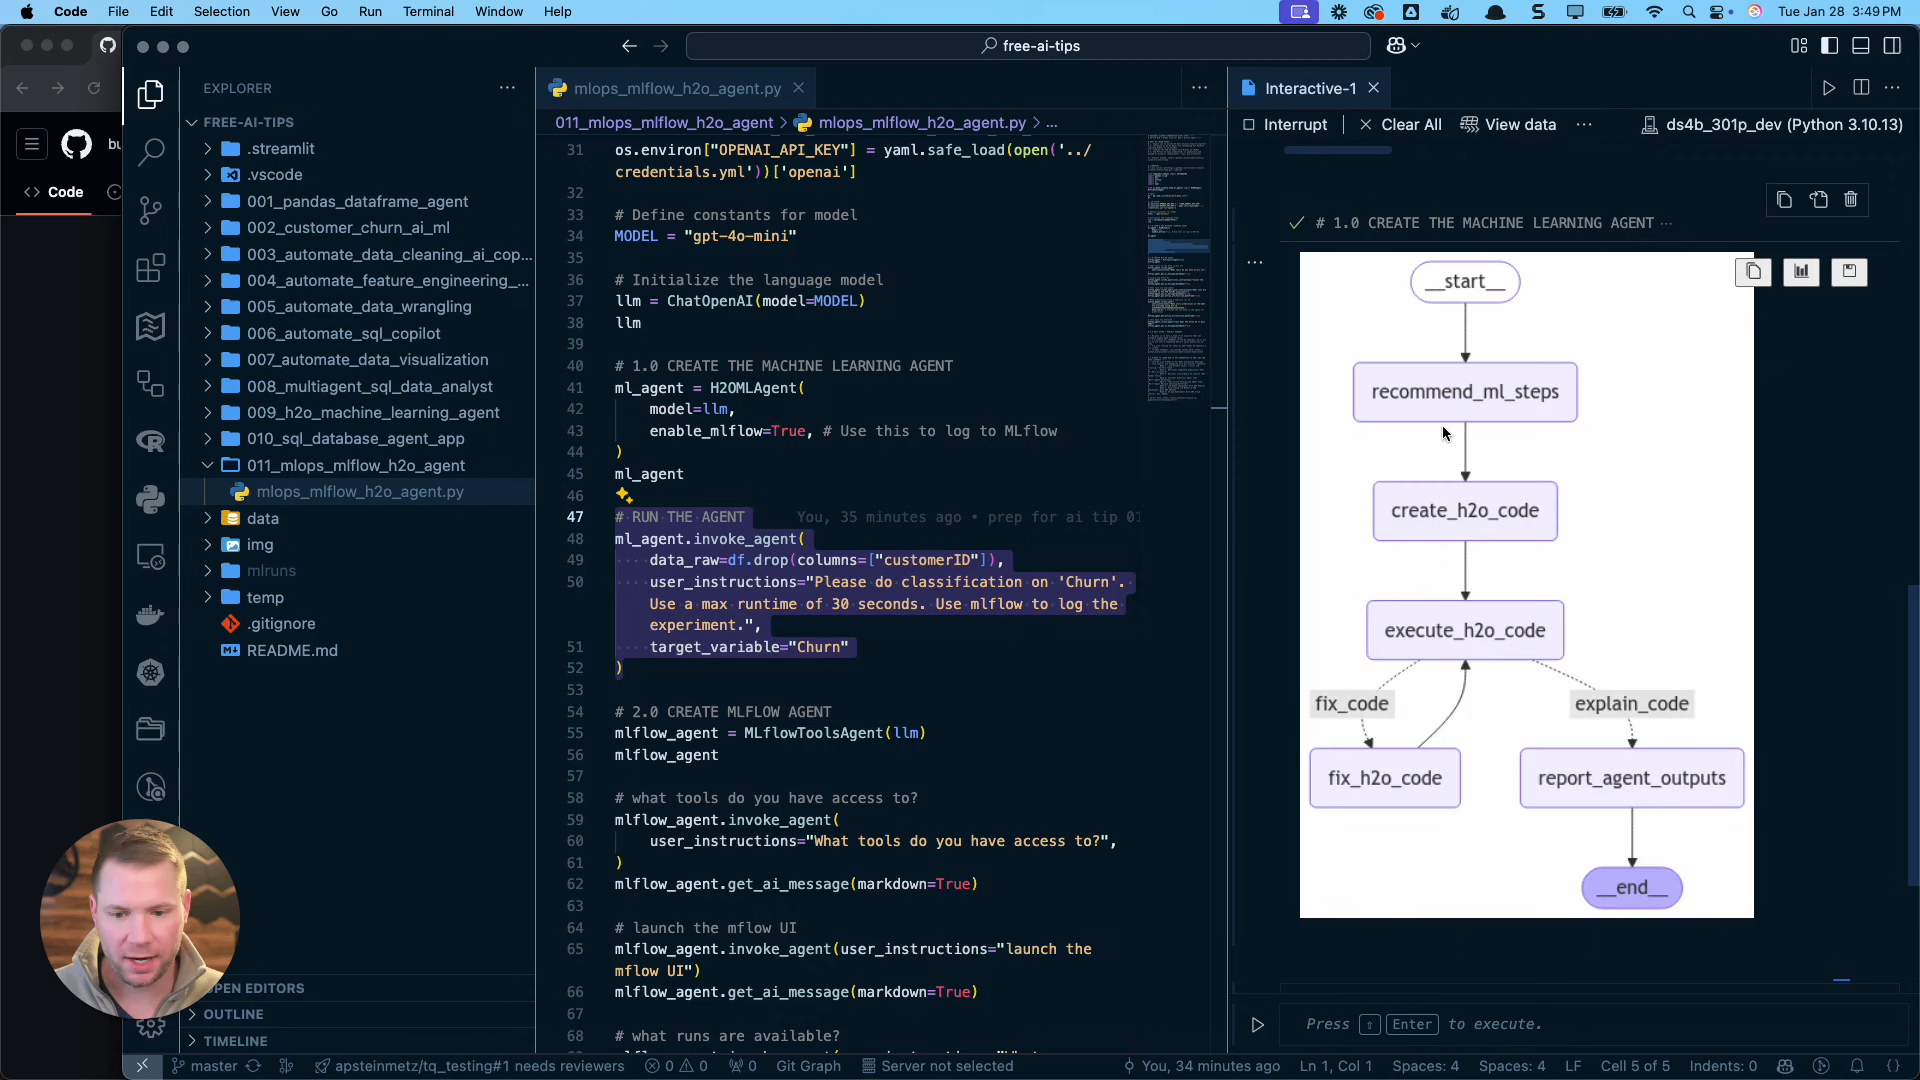 Code File Edit Selection View Go Run Terminal Window Help
Tue Jan 28 3:49 PM
free-ai-tips
Code
EXPLORER
FREE-AI-TIPS
.streamlit
.vscode
001_pandas_dataframe_agent
002_customer_churn_ai_ml
003_automate_data_cleaning_ai_cop...
004_automate_feature_engineering_...
005_automate_data_wrangling
006_automate_sql_copilot
007_automate_data_visualization
008_multiagent_sql_data_analyst
009_h2o_machine_learning_agent
010_sql_database_agent_app
011_mlops_mlflow_h2o_agent
mlops_mlflow_h2o_agent.py
data
img
mlruns
temp
.gitignore
README.md
OUTLINE
TIMELINE
mlops_mlflow_h2o_agent.py
011_mlops_mlflow_h2o_agent > mlops_mlflow_h2o_agent.py > ...
31 os.environ["OPENAI_API_KEY"] = yaml.safe_load(open('../
credentials.yml'))['openai']
32
33 # Define constants for model
34 MODEL = "gpt-4o-mini"
35
36 # Initialize the language model
37 llm = ChatOpenAI(model=MODEL)
38 llm
39
40 # 1.0 CREATE THE MACHINE LEARNING AGENT
41 ml_agent = H2OMLAgent(
42 model=llm,
43 enable_mlflow=True, # Use this to log to MLflow
44 )
45 ml_agent
46
47 # RUN THE AGENT You, 35 minutes ago • prep for ai tip
48 ml_agent.invoke_agent(
49 data_raw=df.drop(columns=["customerID"]),
50 user_instructions="Please do classification on 'Churn'.
Use a max runtime of 30 seconds. Use mlflow to log the
experiment.",
51 target_variable="Churn"
52 )
53
54 # 2.0 CREATE MLFLOW AGENT
55 mlflow_agent = MLflowToolsAgent(llm)
56 mlflow_agent
57
58 # what tools do you have access to?
59 mlflow_agent.invoke_agent(
60 user_instructions="What tools do you have access to?",
61 )
62 mlflow_agent.get_ai_message(markdown=True)
63
64 # launch the mflow UI
65 mlflow_agent.invoke_agent(user_instructions="launch the
mflow UI")
66 mlflow_agent.get_ai_message(markdown=True)
67
68 # what runs are available?
Interactive-1
Interrupt Clear All View data ... ds4b_301p_dev (Python 3.10.13)
# 1.0 CREATE THE MACHINE LEARNING AGENT ...
__start__
recommend_ml_steps
create_h2o_code
execute_h2o_code
fix_code explain_code
fix_h2o_code report_agent_outputs
__end__
Press ⇧ Enter to execute.
master apsteinmetz/tq_testing#1 needs reviewers 0 0 0 Git Graph Server not selected You, 34 minutes ago Ln 1, Col 1 Spaces: 4 Spaces: 4 LF Cell 5 of 5 Indents: 0